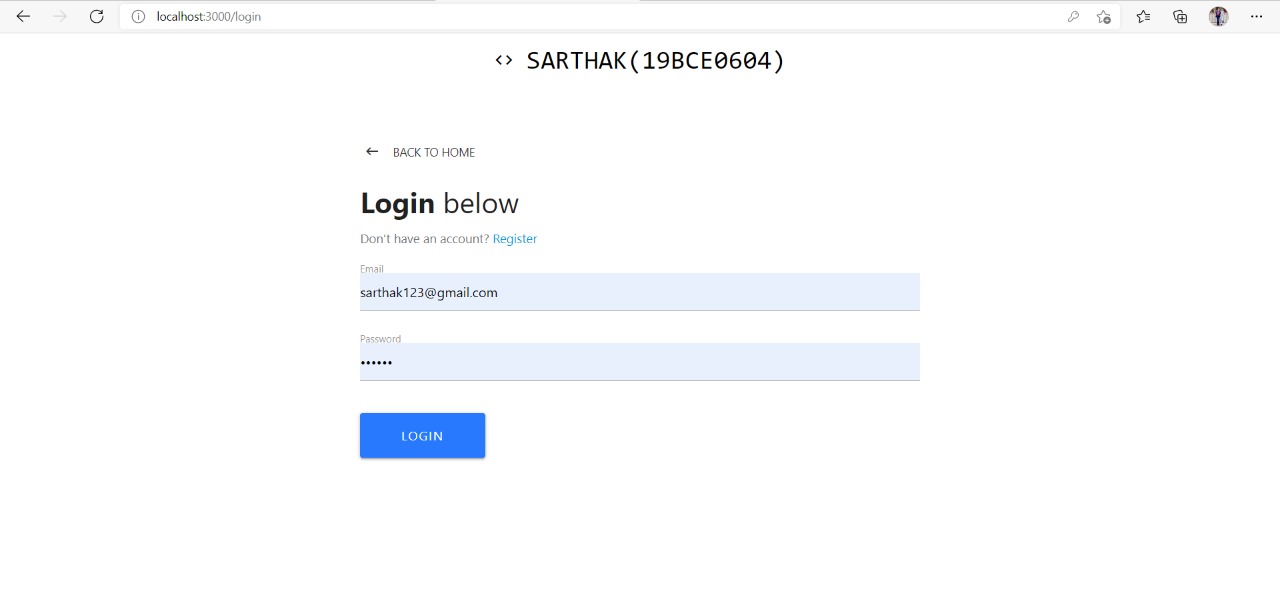 localhost:3000/login
<> SARTHAK(19BCE0604)
← BACK TO HOME
Login below
Don't have an account? Register
Email
sarthak123@gmail.com
Password
••••••
LOGIN